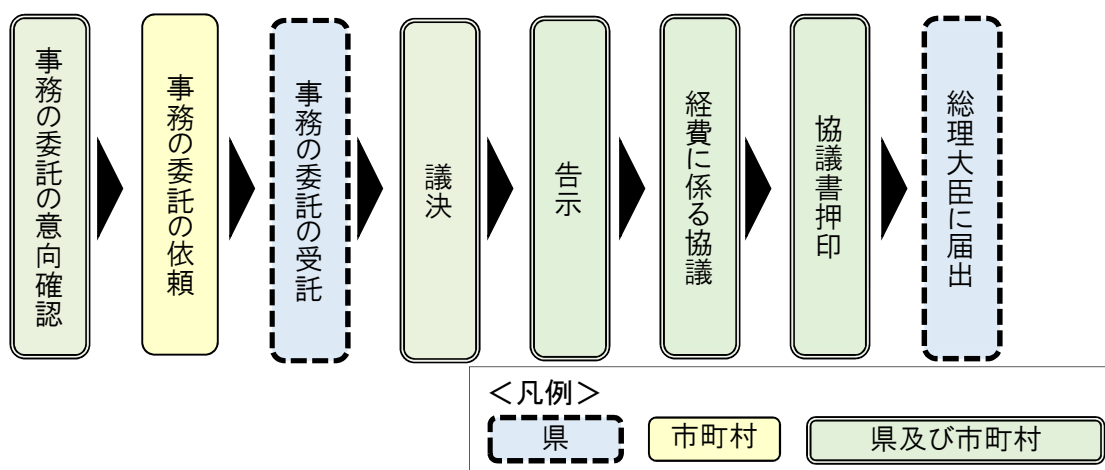 事務の委託の意向確認
事務の委託の依頼
事務の委託の受託
議決
告示
経費に係る協議
協議書押印
総理大臣に届出
＜凡例＞
県
市町村
県及び市町村